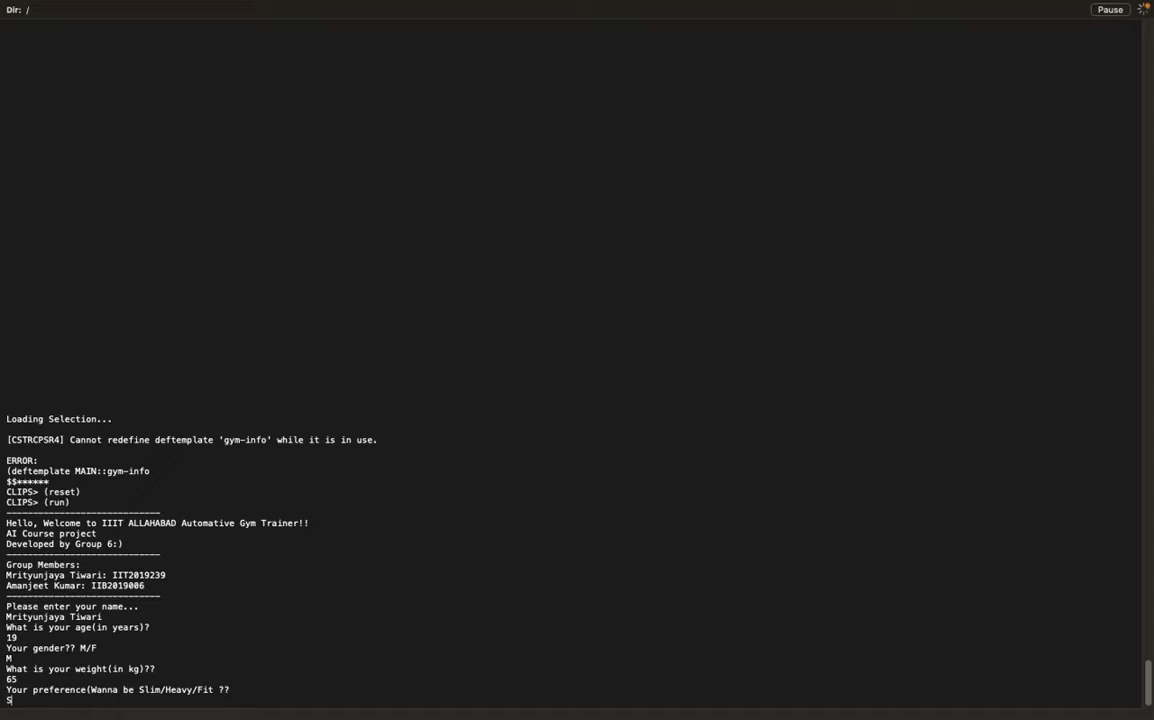 Dir: /
Pause
Loading Selection...
[CSTRCPSR4] Cannot redefine deftemplate 'gym-info' while it is in use.
ERROR:
(deftemplate MAIN::gym-info
$$******
CLIPS> (reset)
CLIPS> (run)
-----------------------------
Hello, Welcome to IIIT ALLAHABAD Automative Gym Trainer!!
AI Course project
Developed by Group 6:)
-----------------------------
Group Members:
Mrityunjaya Tiwari: IIT2019239
Amanjeet Kumar: IIB2019006
-----------------------------
Please enter your name...
Mrityunjaya Tiwari
What is your age(in years)?
19
Your gender?? M/F
M
What is your weight(in kg)??
65
Your preference(Wanna be Slim/Heavy/Fit ??
S